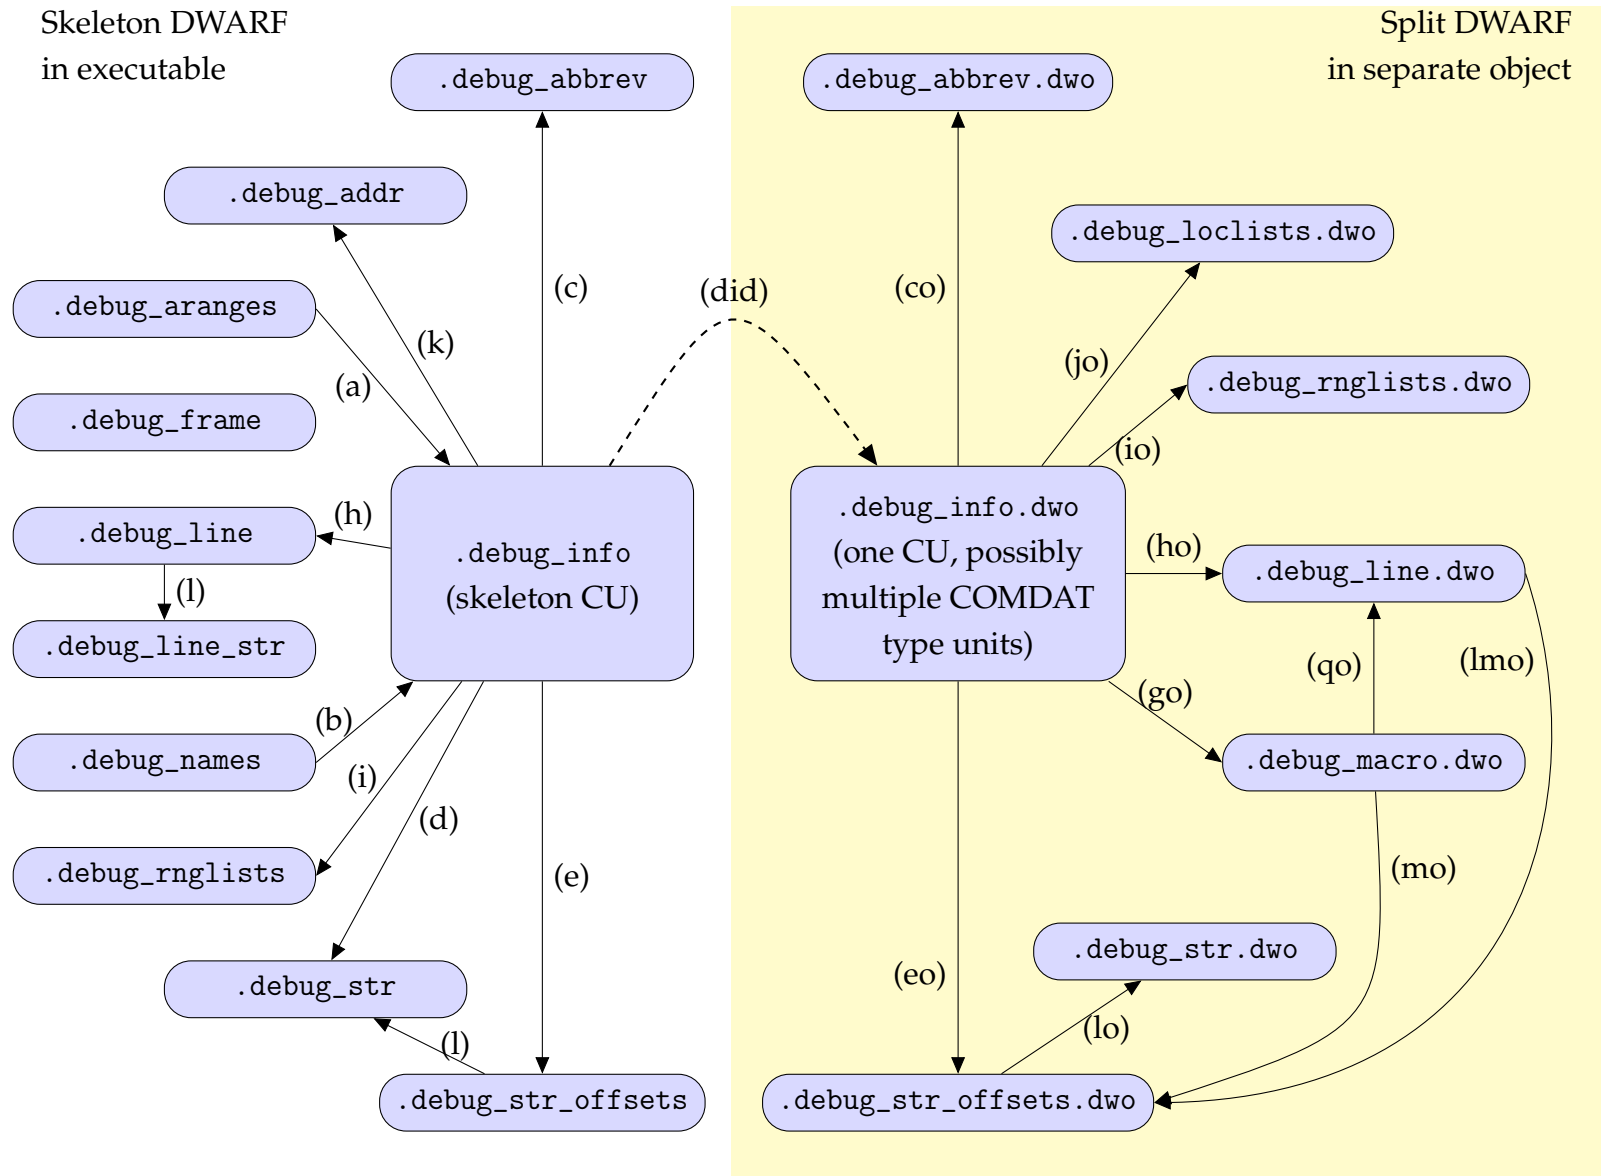 Skeleton DWARF
in executable
Split DWARF
in separate object
.debug_abbrev
.debug_abbrev.dwo
.debug_addr
.debug_loclists.dwo
(c)
(did)
(co)
.debug_aranges
(k)
(a)
(jo)
.debug_rnglists.dwo
.debug_frame
(io)
.debug_line
(h)
.debug_info
(skeleton CU)
.debug_info.dwo
(one CU, possibly
multiple COMDAT
type units)
(ho)
.debug_line.dwo
(l)
.debug_line_str
(qo)
(lmo)
(b)
(go)
.debug_names
(i)
.debug_macro.dwo
(d)
.debug_rnglists
(e)
(mo)
.debug_str
(eo)
.debug_str.dwo
(l)
(lo)
.debug_str_offsets
.debug_str_offsets.dwo